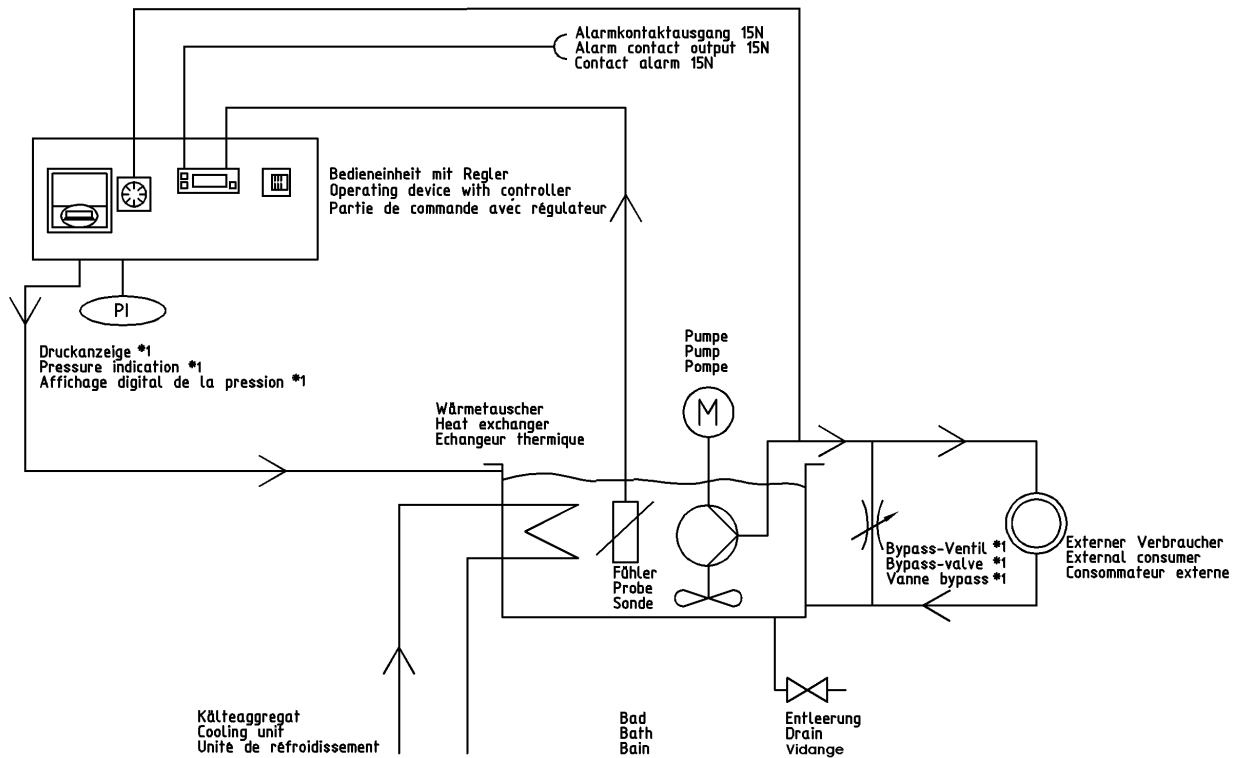 Alarmkontaktausgang 15N
Alarm contact output 15N
Contact alarm 15N
Bedieneinheit mit Regler
Operating device with controller
Partie de commande avéc régulateur
PI
Druckanzeige *1
Pressure indication *1
Affichage digital de la pression *1
Pumpe
Pump
Pompe
M
Wärmetauscher
Heat exchanger
Echangeur thermique
Bypass-Ventil *1
Bypass-valve *1
Vanne bypass *1
Externer Verbraucher
External consumer
Consommateur externe
Fühler
Probe
Sonde
Kälteaggregat
Cooling unit
Unité de réfroidissement
Bad
Bath
Bain
Entleerung
Drain
Vidange